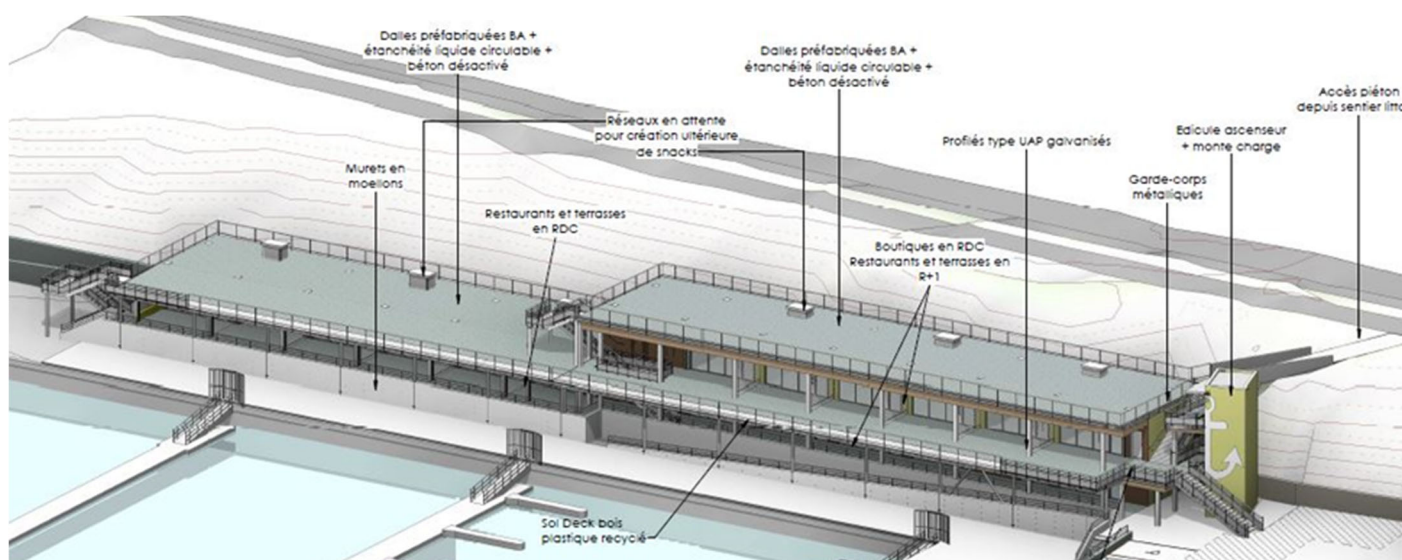 Dalles préfabriquées BA +
étanchéité liquide circulable +
béton désactivé
Dalles préfabriquées BA +
étanchéité liquide circulable +
béton désactivé
Réseaux en attente
pour création ultérieure
de snacks
Murets en
moellons
Restaurants et terrasses
en RDC
Boutiques en RDC
Restaurants et terrasses en
R+1
Profilés type UAP galvanisés
Garde-corps
métalliques
Edicule ascenseur
+ monte charge
Accès piéton
depuis sentier litto
Sol Deck bois
plastique recyclé